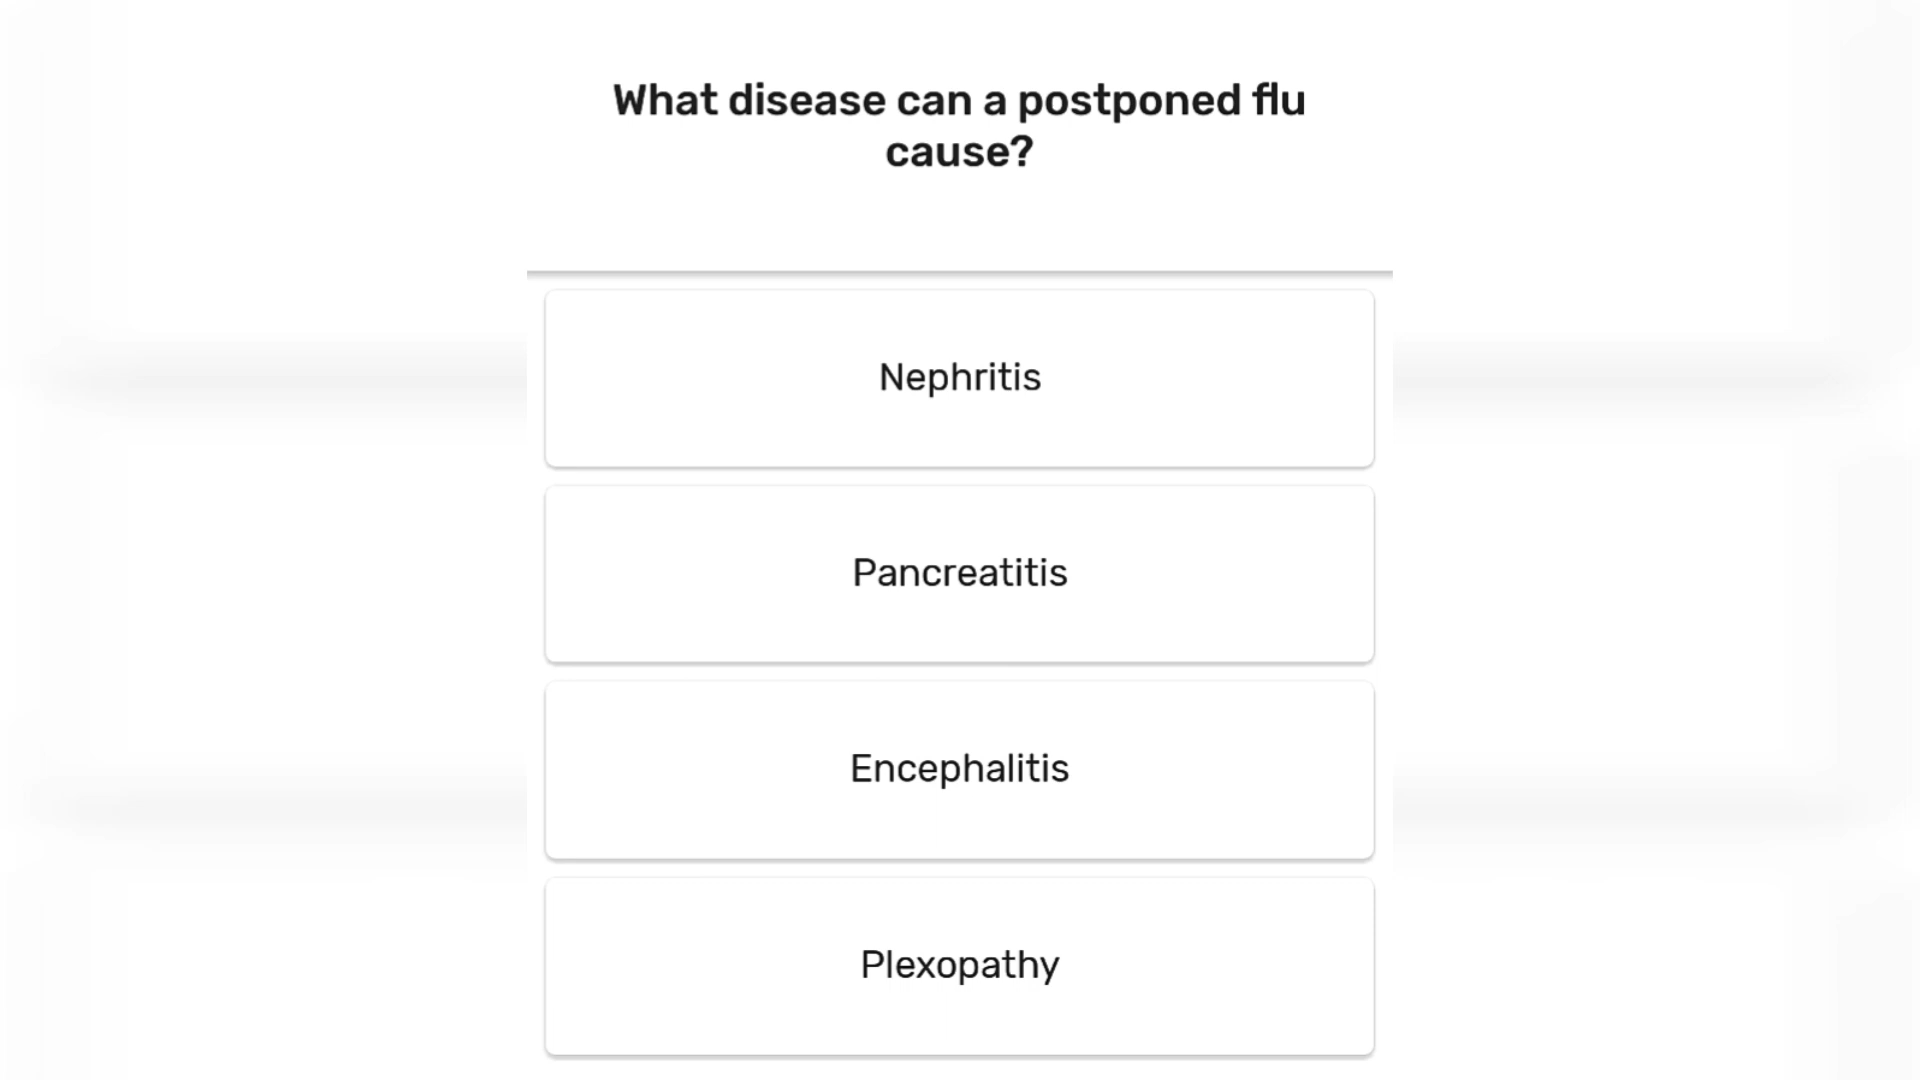 What disease can a postponed flu
cause?
Nephritis
Pancreatitis
Encephalitis
Plexopathy